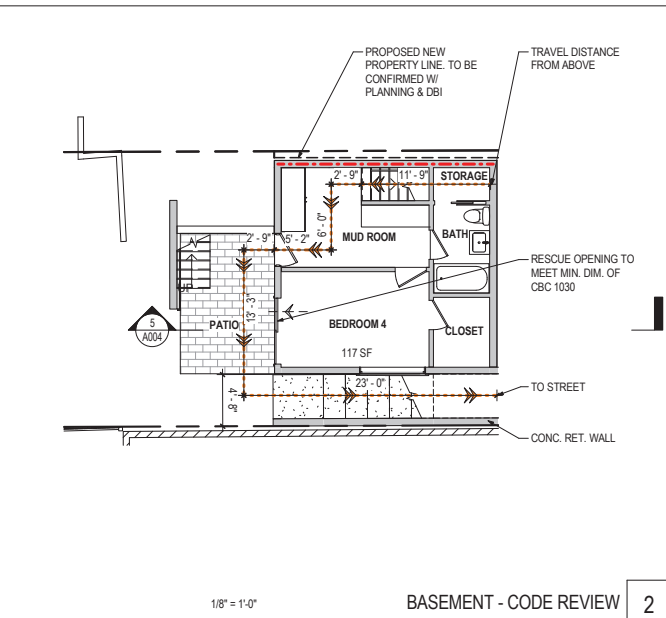 PROPOSED NEW
PROPERTY LINE. TO BE
CONFIRMED W/
PLANNING & DBI
TRAVEL DISTANCE
FROM ABOVE
2' - 9"
11' - 9"
STORAGE
6' - 0"
2' - 9"
5' - 2"
MUD ROOM
BATH
RESCUE OPENING TO
MEET MIN. DIM. OF
CBC 1030
UP
13' - 3"
5
A004
PATIO
BEDROOM 4
CLOSET
117 SF
23' - 0"
TO STREET
4' - 8"
CONC. RET. WALL
1/8" = 1'-0"
BASEMENT - CODE REVIEW
2